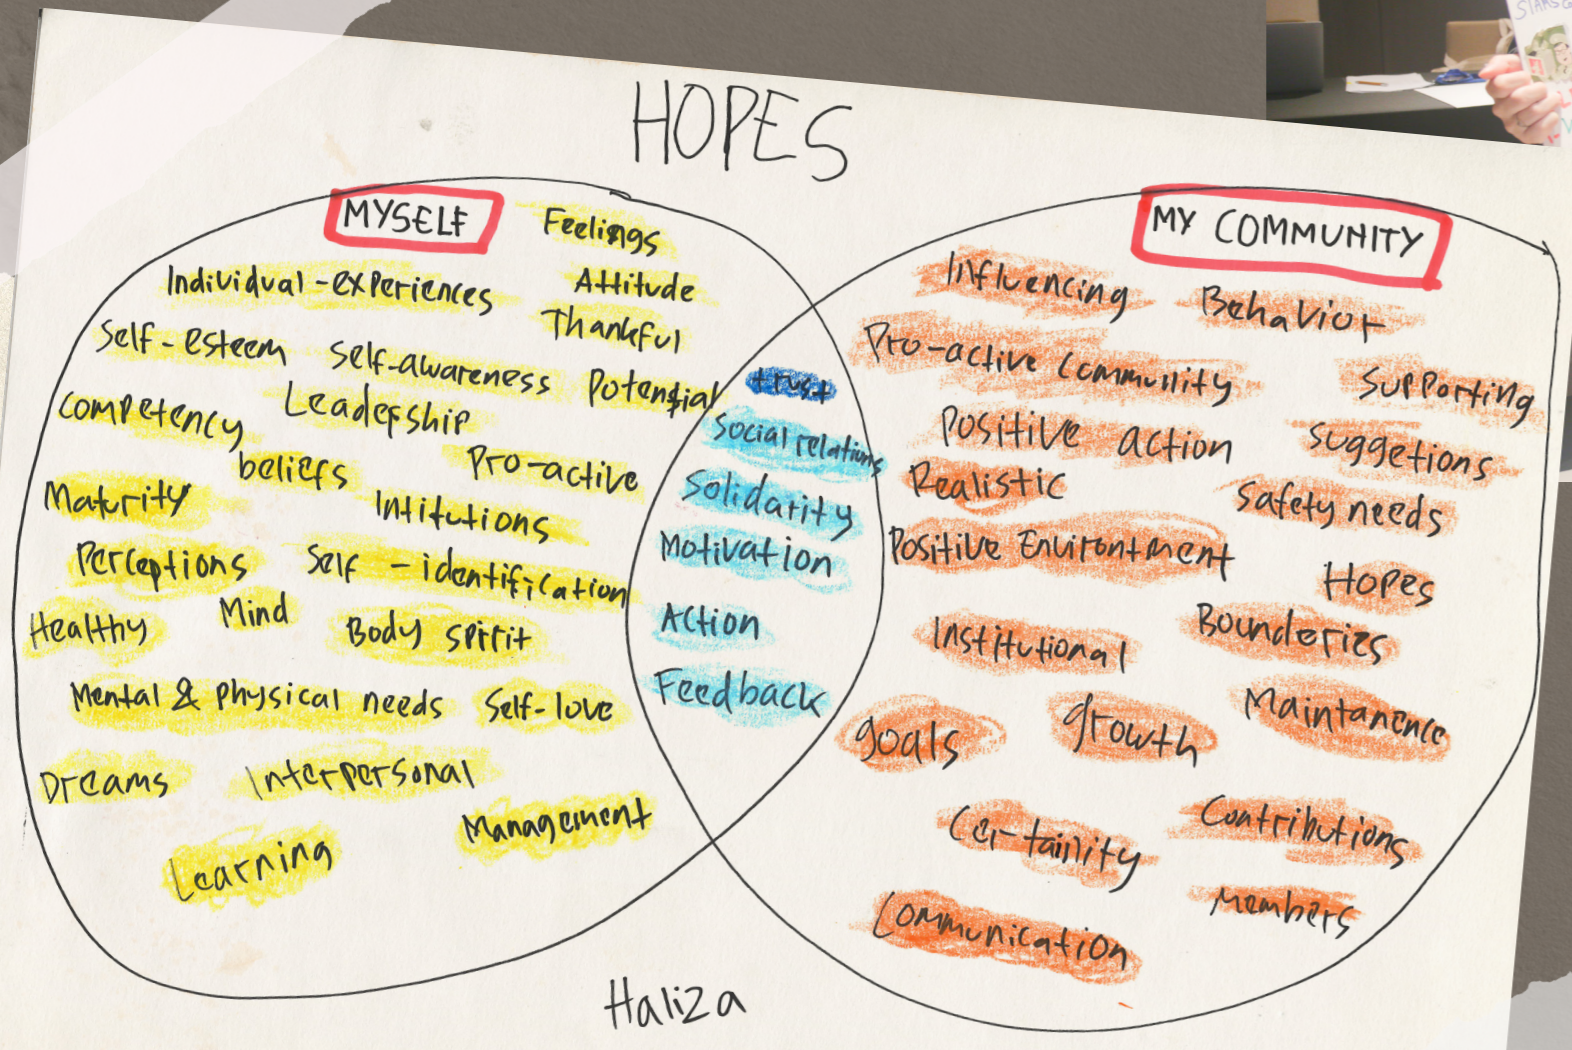 HOPES
MYSELF
Feelings
Individual-experiences
Attitude
Thankful
Self-esteem
Self-awareness
Potential
Competency
Leadership
beliefs
Pro-active
Maturity
Intitutions
Perceptions
Self-identification
Healthy
Mind
Body spirit
Mental & physical needs
Self-love
Dreams
Interpersonal
Management
Learning
trust
Social relations
Solidarity
Motivation
Action
Feedback
MY COMMUNITY
Influencing
Behavior
Pro-active Community
Supporting
Positive action
Suggetions
Realistic
Safety needs
Positive Environtment
Hopes
Institutional
Bounderies
goals
growth
Maintanence
Cer-tainity
Contributions
Members
Communication
Haliza